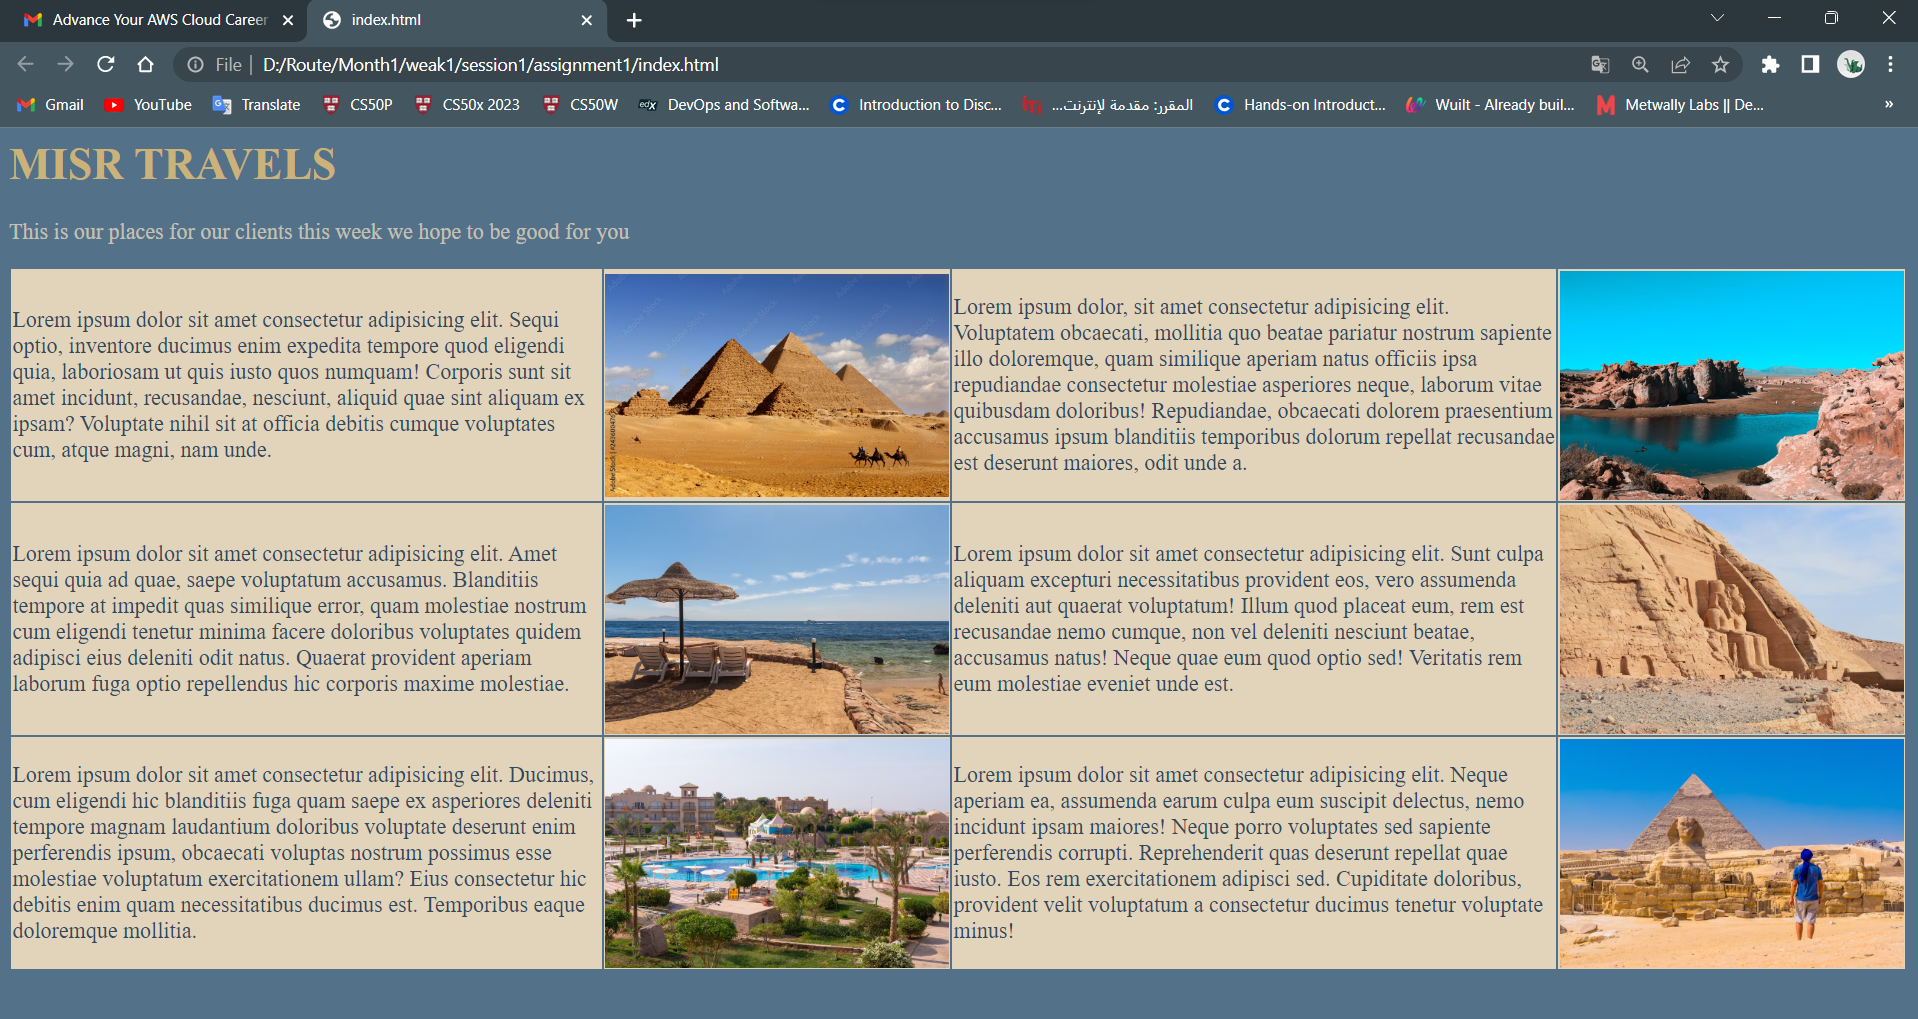 Advance Your AWS Cloud Career
index.html
File
D:/Route/Month1/weak1/session1/assignment1/index.html
Gmail
YouTube
Translate
CS50P
CS50x 2023
CS50W
edX
DevOps and Softwa...
Introduction to Disc...
المقرر: مقدمة لإنترنت...
Hands-on Introduct...
Wuilt - Already buil...
Metwally Labs || De...
MISR TRAVELS
This is our places for our clients this week we hope to be good for you
Lorem ipsum dolor sit amet consectetur adipisicing elit. Sequi
optio, inventore ducimus enim expedita tempore quod eligendi
quia, laboriosam ut quis iusto quos numquam! Corporis sunt sit
amet incidunt, recusandae, nesciunt, aliquid quae sint aliquam ex
ipsam? Voluptate nihil sit at officia debitis cumque voluptates
cum, atque magni, nam unde.
Lorem ipsum dolor, sit amet consectetur adipisicing elit.
Voluptatem obcaecati, mollitia quo beatae pariatur nostrum sapiente
illo doloremque, quam similique aperiam natus officiis ipsa
repudiandae consectetur molestiae asperiores neque, laborum vitae
quibusdam doloribus! Repudiandae, obcaecati dolorem praesentium
accusamus ipsum blanditiis temporibus dolorum repellat recusandae
est deserunt maiores, odit unde a.
Lorem ipsum dolor sit amet consectetur adipisicing elit. Amet
sequi quia ad quae, saepe voluptatum accusamus. Blanditiis
tempore at impedit quas similique error, quam molestiae nostrum
cum eligendi tenetur minima facere doloribus voluptates quidem
adipisci eius deleniti odit natus. Quaerat provident aperiam
laborum fuga optio repellendus hic corporis maxime molestiae.
Lorem ipsum dolor sit amet consectetur adipisicing elit. Sunt culpa
aliquam excepturi necessitatibus provident eos, vero assumenda
deleniti aut quaerat voluptatum! Illum quod placeat eum, rem est
recusandae nemo cumque, non vel deleniti nesciunt beatae,
accusamus natus! Neque quae eum quod optio sed! Veritatis rem
eum molestiae eveniet unde est.
Lorem ipsum dolor sit amet consectetur adipisicing elit. Ducimus,
cum eligendi hic blanditiis fuga quam saepe ex asperiores deleniti
tempore magnam laudantium doloribus voluptate deserunt enim
perferendis ipsum, obcaecati voluptas nostrum possimus esse
molestiae voluptatum exercitationem ullam? Eius consectetur hic
debitis enim quam necessitatibus ducimus est. Temporibus eaque
doloremque mollitia.
Lorem ipsum dolor sit amet consectetur adipisicing elit. Neque
aperiam ea, assumenda earum culpa eum suscipit delectus, nemo
incidunt ipsam maiores! Neque porro voluptates sed sapiente
perferendis corrupti. Reprehenderit quas deserunt repellat quae
iusto. Eos rem exercitationem adipisci sed. Cupiditate doloribus,
provident velit voluptatum a consectetur ducimus tenetur voluptate
minus!